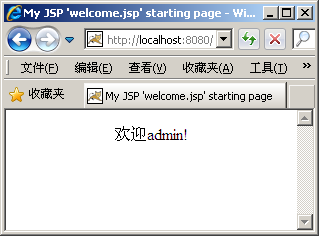 My JSP 'welcome.jsp' starting page - Wi...
http://localhost:8080/
文件(F) 编辑(E) 查看(V) 收藏夹(A) 工具(T) »
收藏夹 My JSP 'welcome.jsp' starting page
欢迎admin!